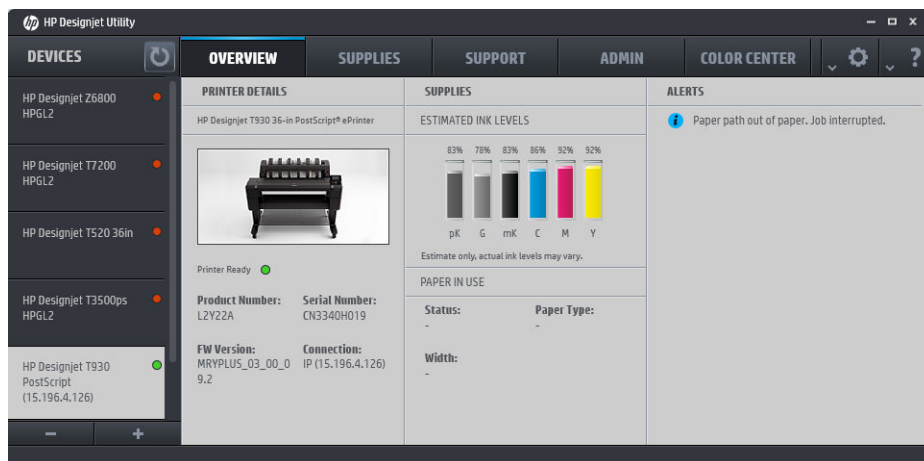 hp HP Designjet Utility
DEVICES
OVERVIEW
SUPPLIES
SUPPORT
ADMIN
COLOR CENTER
?
HP Designjet Z6800
HPGL2
HP Designjet T7200
HPGL2
HP Designjet T520 36in
HP Designjet T3500ps
HPGL2
HP Designjet T930
PostScript
(15.196.4.126)
PRINTER DETAILS
HP Designjet T930 36-in PostScript® ePrinter
Printer Ready
Product Number:
L2Y22A
Serial Number:
CN3340H019
FW Version:
MRYPLUS_03_00_0
9.2
Connection:
IP (15.196.4.126)
SUPPLIES
ESTIMATED INK LEVELS
83% 78% 83% 86% 92% 92%
pK G mK C M Y
Estimate only, actual ink levels may vary.
PAPER IN USE
Status:
-
Paper Type:
-
Width:
-
ALERTS
i Paper path out of paper. Job interrupted.